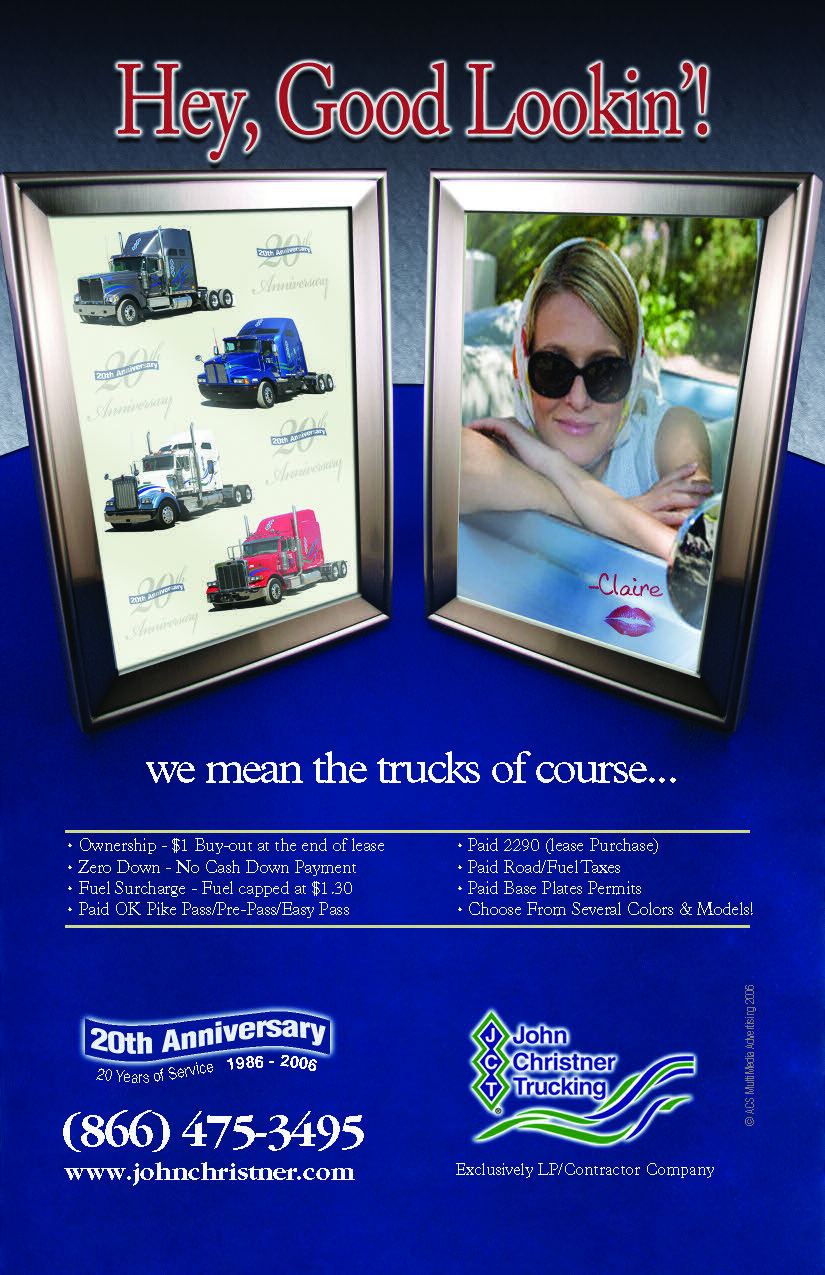 Hey, Good Lookin'!
20th
20th Anniversary
Anniversary
20th
20th Anniversary
Anniversary
20th
20th Anniversary
Anniversary
20th
20th Anniversary
Anniversary
-Claire
we mean the trucks of course...
• Ownership - $1 Buy-out at the end of lease
• Zero Down - No Cash Down Payment
• Fuel Surcharge - Fuel capped at $1.30
• Paid OK Pike Pass/Pre-Pass/Easy Pass
• Paid 2290 (lease Purchase)
• Paid Road/Fuel Taxes
• Paid Base Plates Permits
• Choose From Several Colors & Models!
20th Anniversary
20 Years of Service 1986 - 2006
(866) 475-3495
www.johnchristner.com
JCT
®
John
Christner
Trucking
Exclusively LP/Contractor Company
© ACS Multi Media Advertising 2006